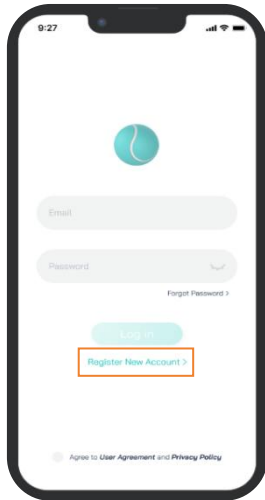 9:27
Email
Password
Forgot Password >
Log in
Register New Account >
Agree to User Agreement and Privacy Policy